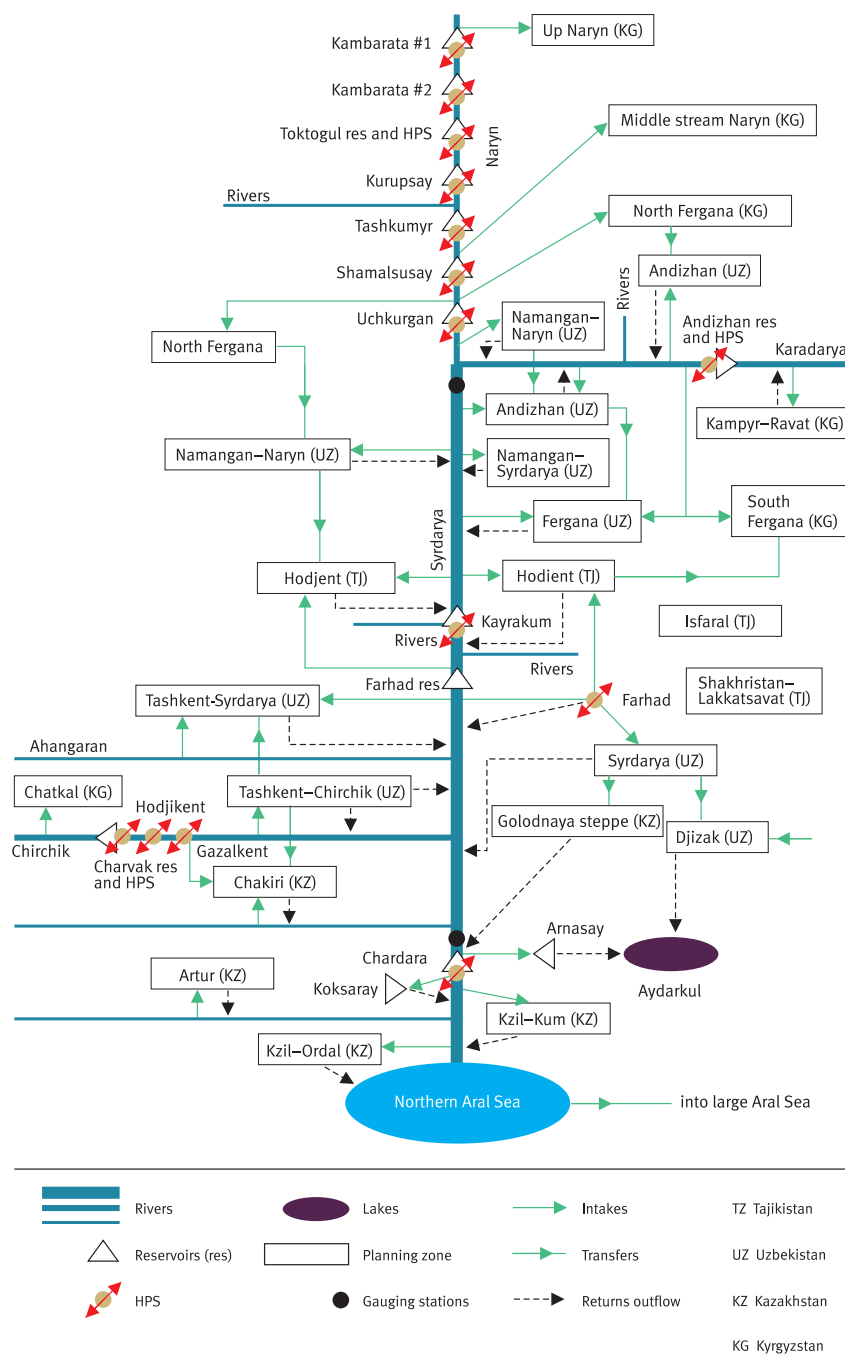 Kambarata #1
Up Naryn (KG)
Kambarata #2
Middle stream Naryn (KG)
Toktogul res and HPS
Naryn
Kurupsay
Rivers
North Fergana (KG)
Tashkumyr
Shamalsusay
Andizhan (UZ)
Rivers
Uchkurgan
Namangan–
Naryn (UZ)
Andizhan res
and HPS
North Fergana
Karadarya
Andizhan (UZ)
Kampyr–Ravat (KG)
Namangan–Naryn (UZ)
Namangan–
Syrdarya (UZ)
Syrdarya
Fergana (UZ)
South
Fergana (KG)
Hodjent (TJ)
Hodient (TJ)
Kayrakum
Isfaral (TJ)
Rivers
Rivers
Farhad res
Shakhristan–
Lakkatsavat (TJ)
Tashkent-Syrdarya (UZ)
Farhad
Ahangaran
Syrdarya (UZ)
Chatkal (KG)
Hodjikent
Tashkent–Chirchik (UZ)
Golodnaya steppe (KZ)
Djizak (UZ)
Chirchik
Charvak res
and HPS
Gazalkent
Chakiri (KZ)
Arnasay
Chardara
Artur (KZ)
Koksaray
Aydarkul
Kzil–Kum (KZ)
Kzil–Ordal (KZ)
Northern Aral Sea
into large Aral Sea
Rivers
Lakes
Intakes
TZ Tajikistan
Reservoirs (res)
Planning zone
Transfers
UZ Uzbekistan
HPS
Gauging stations
Returns outflow
KZ Kazakhstan
KG Kyrgyzstan